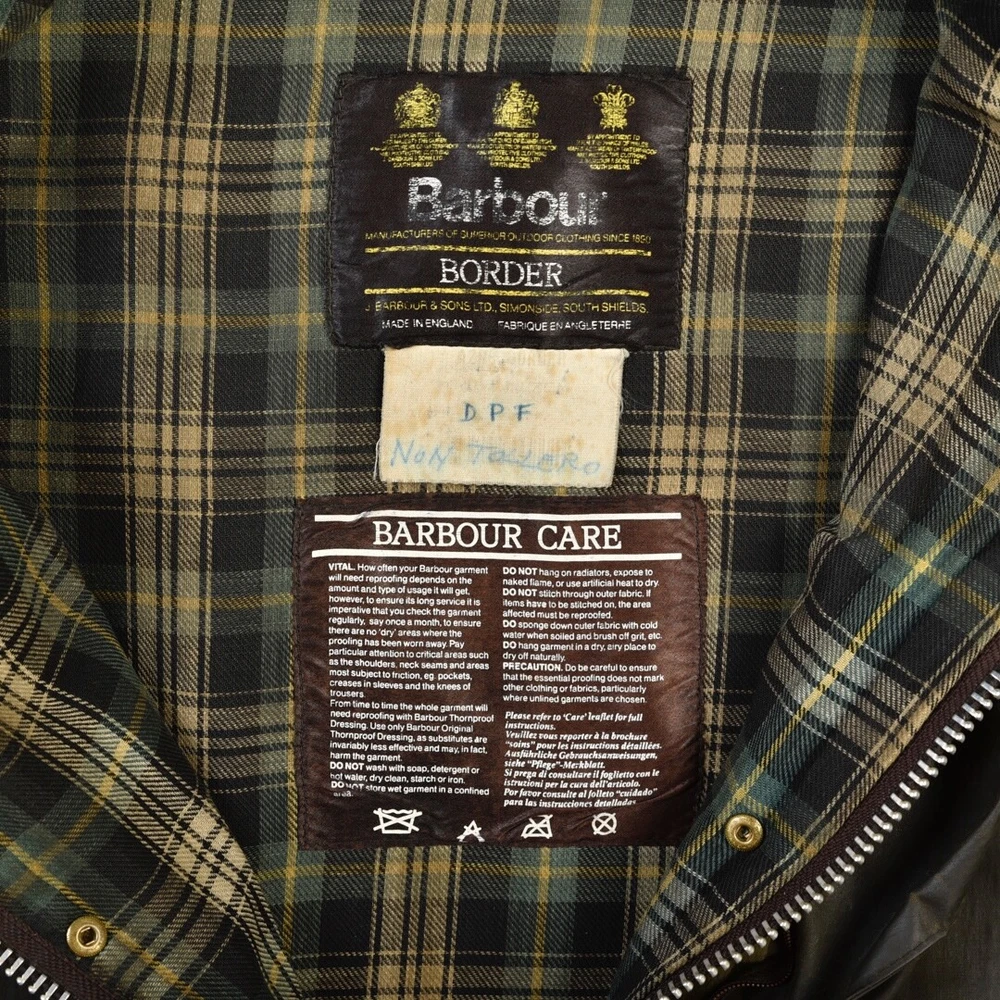 Barbour
MANUFACTURERS OF SUPERIOR OUTDOOR CLOTHING SINCE 1890
BORDER
J. BARBOUR & SONS LTD., SIMONSIDE, SOUTH SHIELDS.
MADE IN ENGLAND FABRIQUE EN ANGLETERRE
DPF
NON TOLLERO
BARBOUR CARE
VITAL. How often your Barbour garment
will need reproofing depends on the
amount and type of usage it will get,
however, to ensure its long service it is
imperative that you check the garment
regularly, say once a month, to ensure
there are no 'dry' areas where the
proofing has been worn away. Pay
particular attention to critical areas such
as the shoulders, neck seams and areas
most subject to friction, eg. pockets,
creases in sleeves and the knees of
trousers.
From time to time the whole garment will
need reproofing with Barbour Thornproof
Dressing. Use only Barbour Original
Thornproof Dressing, as substitutes are
invariably less effective and may, in fact,
harm the garment.
DO NOT wash with soap, detergent or
hot water, dry clean, starch or iron.
DO NOT store wet garment in a confined
area.
DO NOT hang on radiators, expose to
naked flame, or use artificial heat to dry.
DO NOT stitch through outer fabric. If
items have to be stitched on, the area
affected must be reproofed.
DO sponge down outer fabric with cold
water when soiled and brush off grit, etc.
DO hang garment in a dry, airy place to
dry off naturally.
PRECAUTION. Do be careful to ensure
that the essential proofing does not mark
other clothing or fabrics, particularly
where unlined garments are chosen.
Please refer to 'Care' leaflet for full
instructions.
Veuillez vous reporter à la brochure
"soins" pour les instructions détaillées.
Ausführliche Gebrauchsanweisungen,
siehe "Pflege"-Merkblatt.
Si prega di consultare il foglietto con le
istruzioni per la cura dell'articolo.
Por favor consulte al folleto "cuidado"
para las instrucciones detalladas